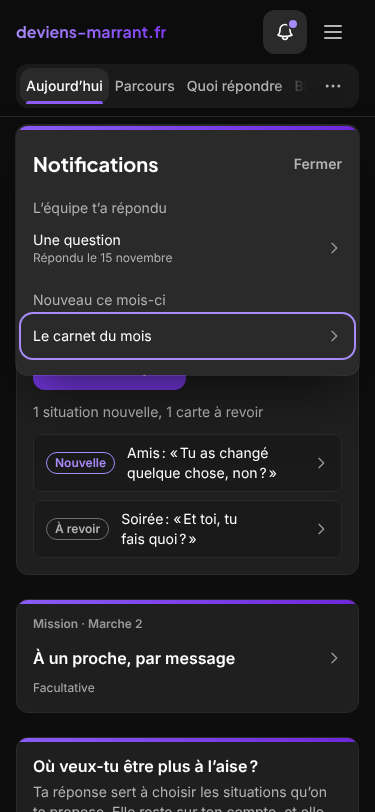 deviens-marrant.fr
Aujourd’hui Parcours Quoi répondre
Notifications
Fermer
L’équipe t’a répondu
Une question
Répondu le 15 novembre
Nouveau ce mois-ci
Le carnet du mois
1 situation nouvelle, 1 carte à revoir
Nouvelle
Amis : « Tu as changé
quelque chose, non ? »
À revoir
Soirée : « Et toi, tu
fais quoi ? »
Mission · Marche 2
À un proche, par message
Facultative
Où veux-tu être plus à l’aise ?
Ta réponse sert à choisir les situations qu’on
te propose. Elle reste sur ton compte, et elle